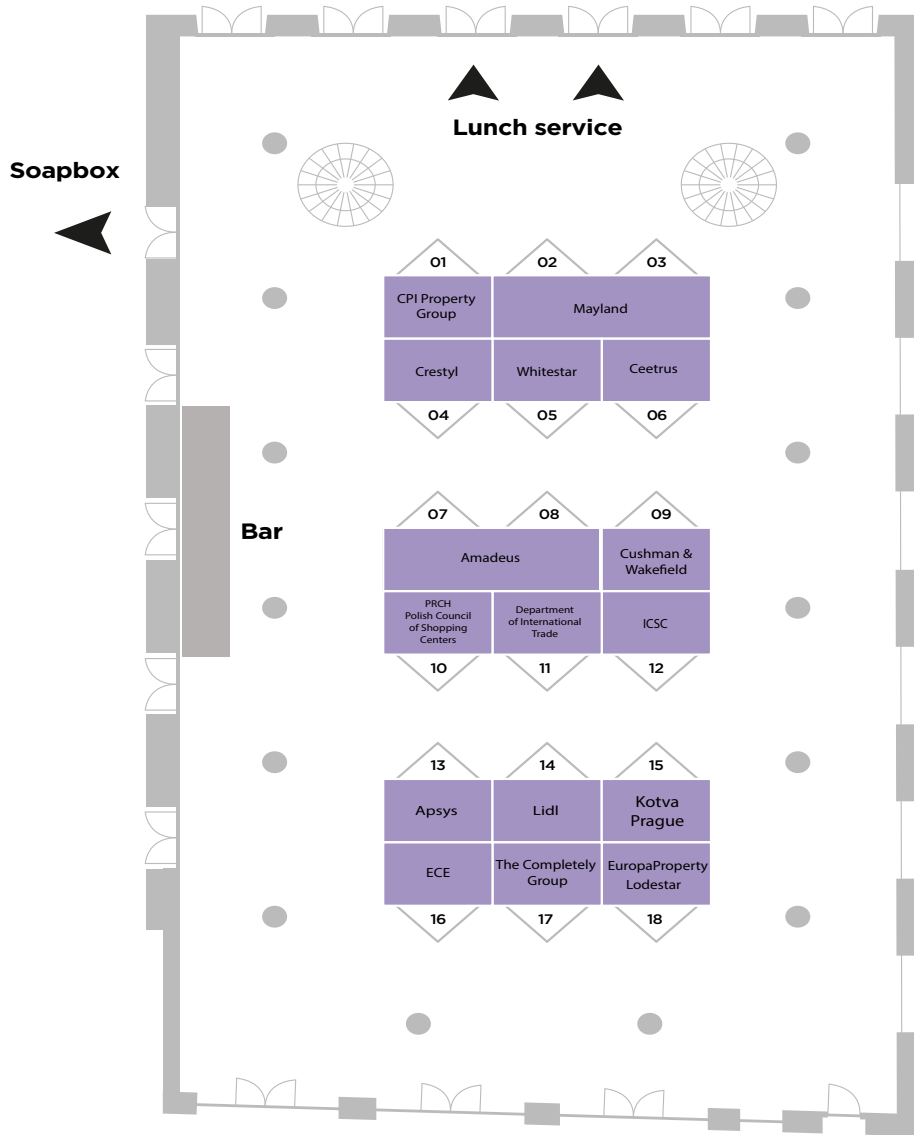 Lunch service
Soapbox
01
02
03
CPI Property
Group
Mayland
Crestyl
Whitestar
Ceetrus
04
05
06
Bar
07
08
09
Amadeus
Cushman &
Wakefield
PRCH
Polish Council
of Shopping
Centers
Department
of International
Trade
ICSC
10
11
12
13
14
15
Apsys
Lidl
Kotva
Prague
ECE
The Completely
Group
EuropaProperty
Lodestar
16
17
18